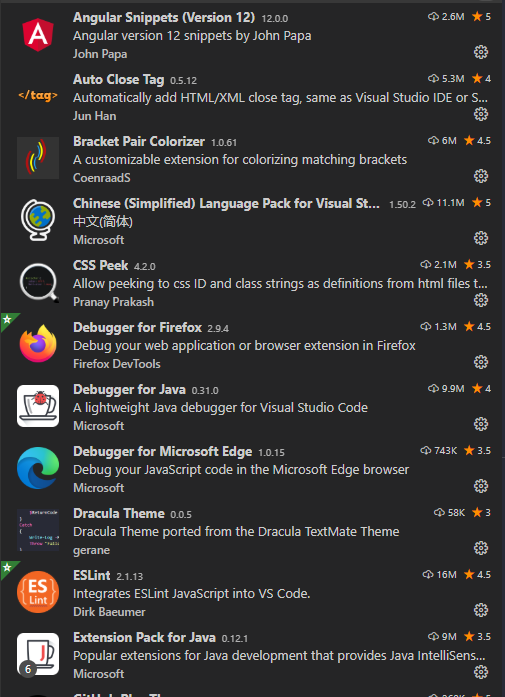 Angular Snippets (Version 12) 12.0.0 2.6M 5
Angular version 12 snippets by John Papa
John Papa
</tag>
Auto Close Tag 0.5.12 5.3M 4
Automatically add HTML/XML close tag, same as Visual Studio IDE or S...
Jun Han
Bracket Pair Colorizer 1.0.61 6M 4.5
A customizable extension for colorizing matching brackets
CoenraadS
Chinese (Simplified) Language Pack for Visual St... 1.50.2 11.1M 5
中文(简体)
Microsoft
CSS Peek 4.2.0 2.1M 3.5
Allow peeking to css ID and class strings as definitions from html files t...
Pranay Prakash
Debugger for Firefox 2.9.4 1.3M 4.5
Debug your web application or browser extension in Firefox
Firefox DevTools
Debugger for Java 0.31.0 9.9M 4
A lightweight Java debugger for Visual Studio Code
Microsoft
Debugger for Microsoft Edge 1.0.15 743K 3.5
Debug your JavaScript code in the Microsoft Edge browser
Microsoft
Dracula Theme 0.0.5 58K 3
Dracula Theme ported from the Dracula TextMate Theme
gerane
ESLint 2.1.13 16M 4.5
ES
Lint
Integrates ESLint JavaScript into VS Code.
Dirk Baeumer
Extension Pack for Java 0.12.1 9M 3.5
Popular extensions for Java development that provides Java IntelliSens...
6
Microsoft